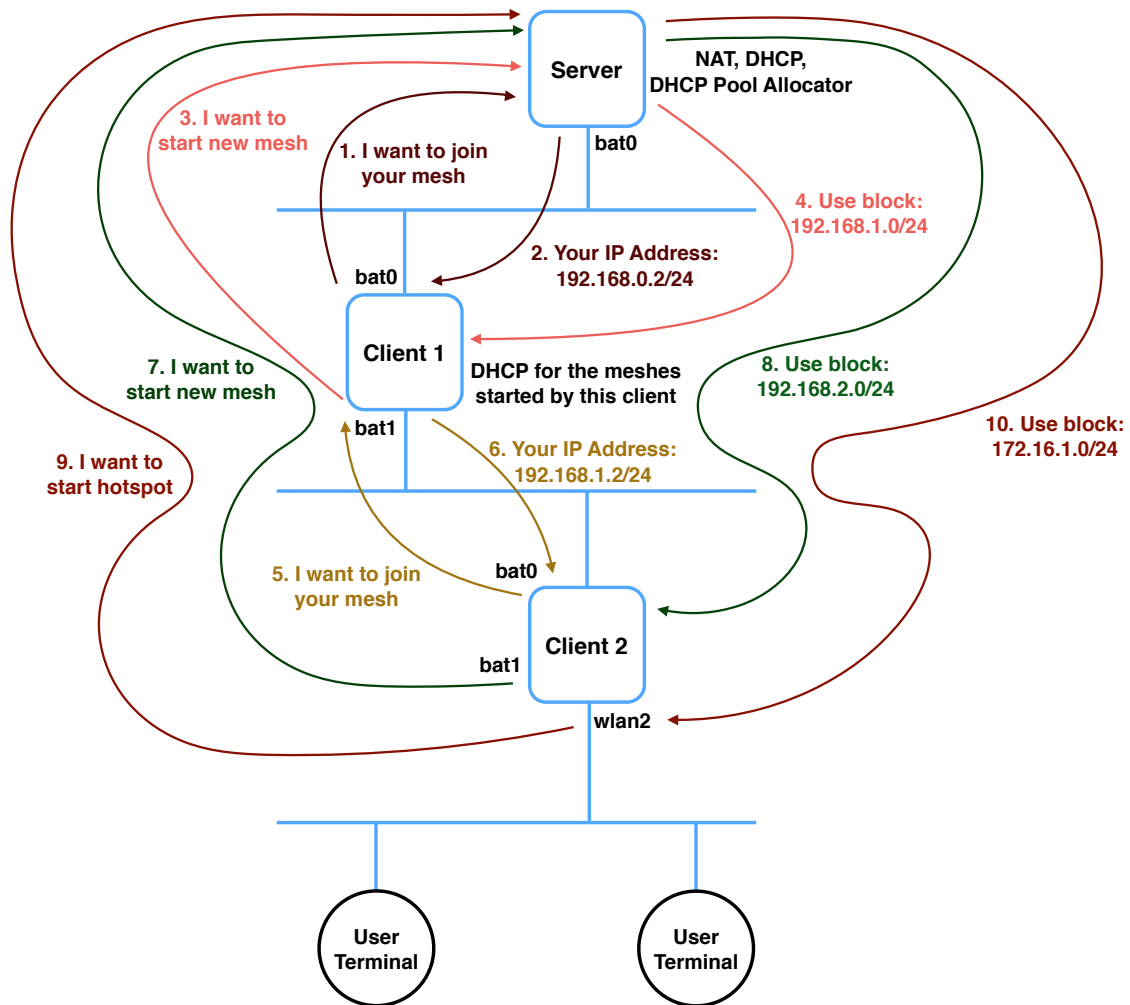 Server
NAT, DHCP,
DHCP Pool Allocator
bat0
3. I want to
start new mesh
1. I want to join
your mesh
4. Use block:
192.168.1.0/24
2. Your IP Address:
192.168.0.2/24
bat0
Client 1
DHCP for the meshes
started by this client
7. I want to
start new mesh
8. Use block:
192.168.2.0/24
bat1
10. Use block:
172.16.1.0/24
6. Your IP Address:
192.168.1.2/24
9. I want to
start hotspot
5. I want to join
your mesh
bat0
Client 2
bat1
wlan2
User
Terminal
User
Terminal